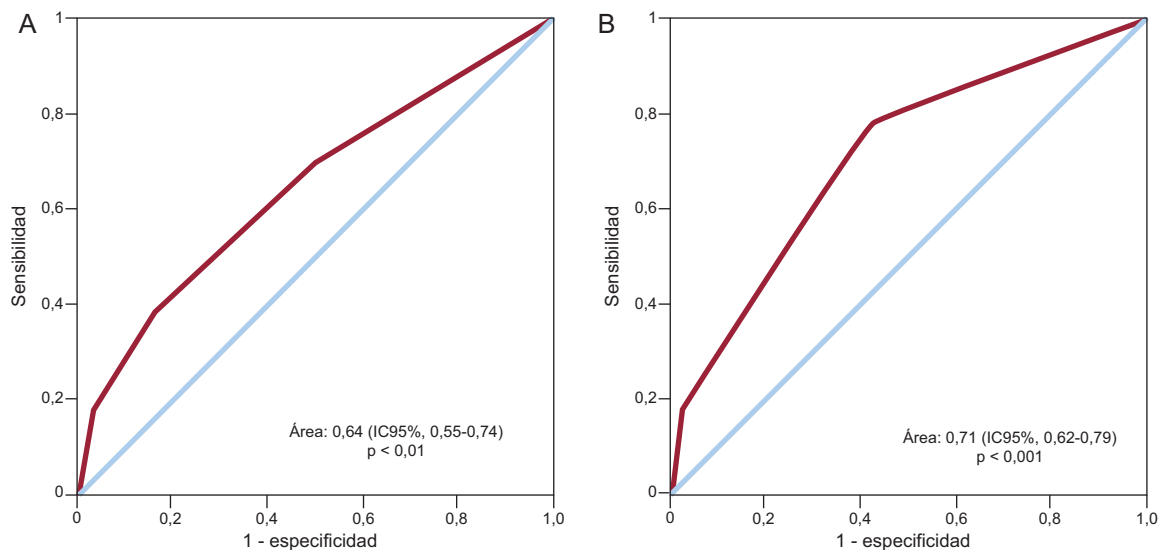 A
1
0,8
0,6
0,4
0,2
0
Sensibilidad
0
0,2
0,4
0,6
0,8
1,0
1 - especificidad
Área: 0,64 (IC95%, 0,55-0,74)
p < 0,01
B
1
0,8
0,6
0,4
0,2
0
Sensibilidad
0
0,2
0,4
0,6
0,8
1,0
1 - especificidad
Área: 0,71 (IC95%, 0,62-0,79)
p < 0,001